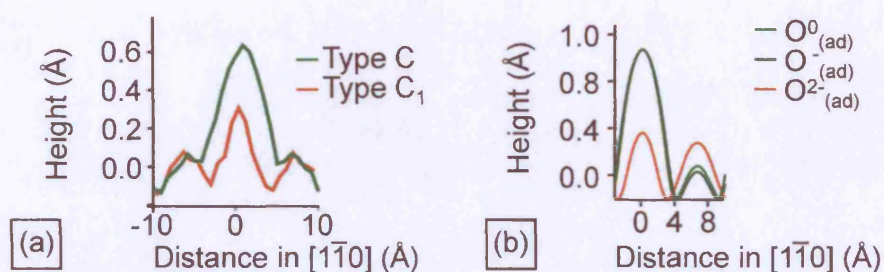 0.6
0.4
0.2
0.0
Height (Å)
Type C
Type C₁
-10 0 10
Distance in [11̅0] (Å)
(a)
1.0
0.8
0.4
0.0
Height (Å)
O⁰(ad)
O⁻(ad)
O²⁻(ad)
0 4 8
Distance in [11̅0] (Å)
(b)